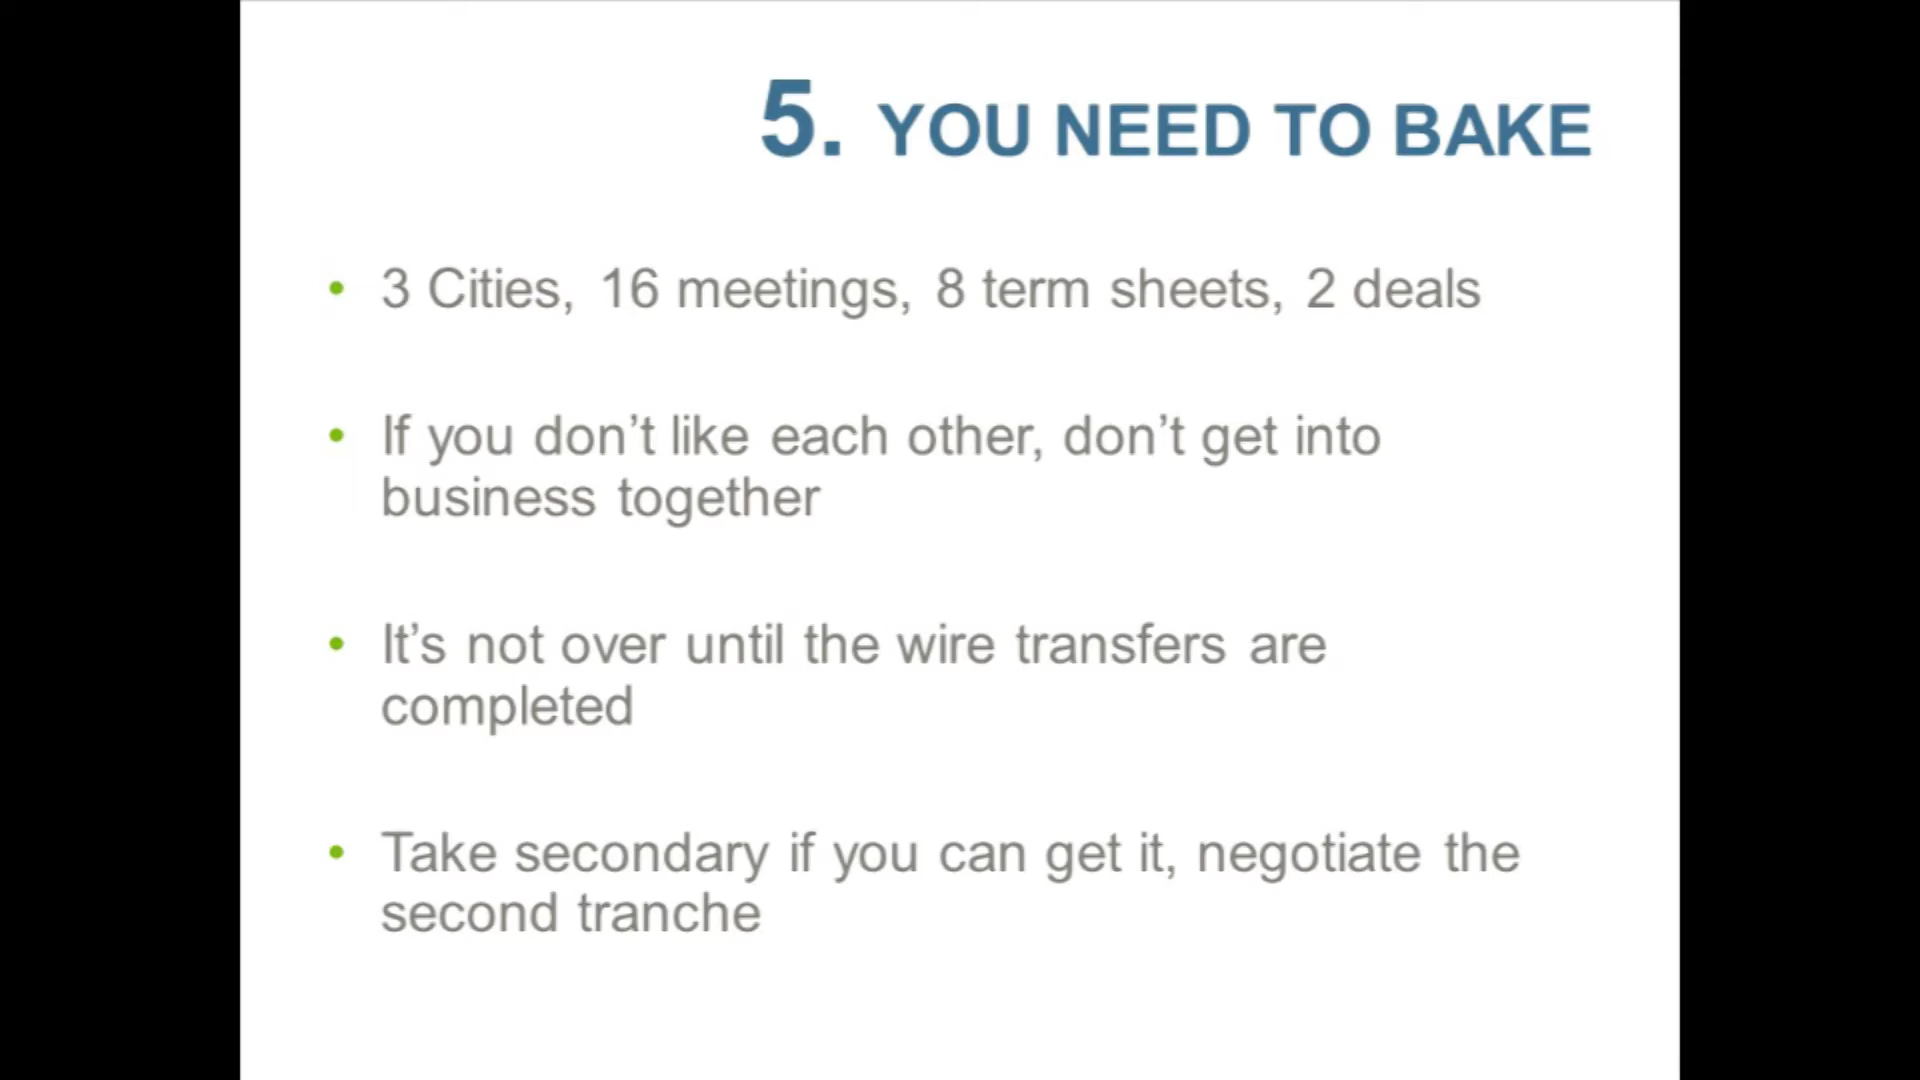 5. YOU NEED TO BAKE
• 3 Cities, 16 meetings, 8 term sheets, 2 deals
• If you don’t like each other, don’t get into
business together
• It’s not over until the wire transfers are
completed
• Take secondary if you can get it, negotiate the
second tranche